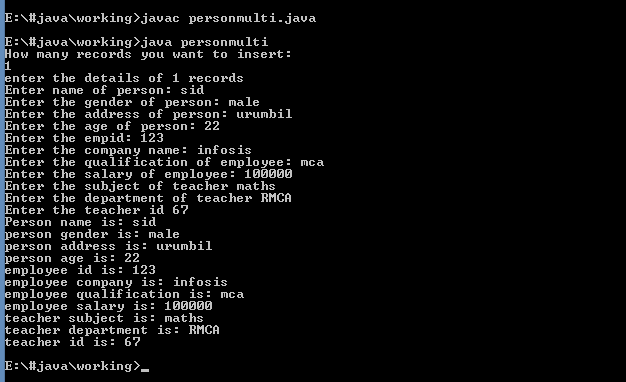 E:\#java\working>javac personmulti.java
E:\#java\working>java personmulti
How many records you want to insert:
1
enter the details of 1 records
Enter name of person: sid
Enter the gender of person: male
Enter the address of person: urumbil
Enter the age of person: 22
Enter the empid: 123
Enter the company name: infosis
Enter the qualification of employee: mca
Enter the salary of employee: 100000
Enter the subject of teacher maths
Enter the department of teacher RMCA
Enter the teacher id 67
Person name is: sid
person gender is: male
person address is: urumbil
person age is: 22
employee id is: 123
employee company is: infosis
employee qualification is: mca
employee salary is: 100000
teacher subject is: maths
teacher department is: RMCA
teacher id is: 67
E:\#java\working>_